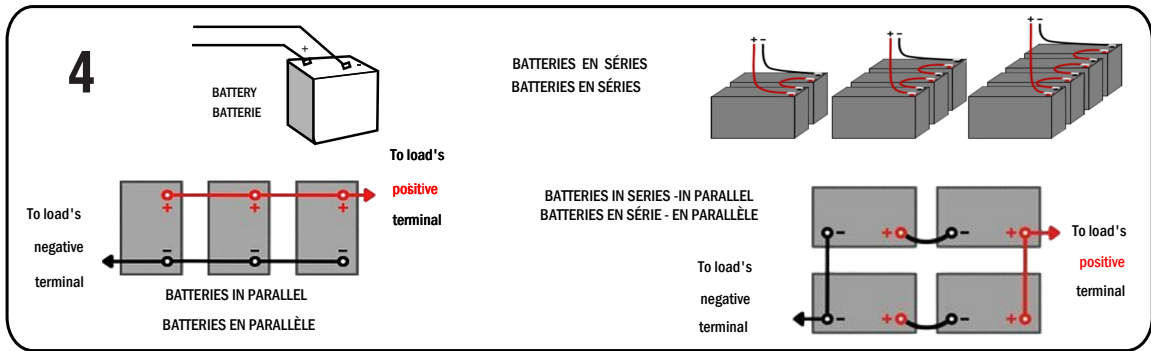 4
+ -
BATTERY
BATTERIE
BATTERIES EN SÉRIES
BATTERIES EN SÉRIES
+ -
+ -
+ -
To load's
positive
terminal
+ + +
- - -
To load's
negative
terminal
BATTERIES IN PARALLEL
BATTERIES EN PARALLÈLE
BATTERIES IN SERIES -IN PARALLEL
BATTERIES EN SÉRIE - EN PARALLÈLE
- + - +
To load's
positive
terminal
To load's
negative
terminal
- + - +